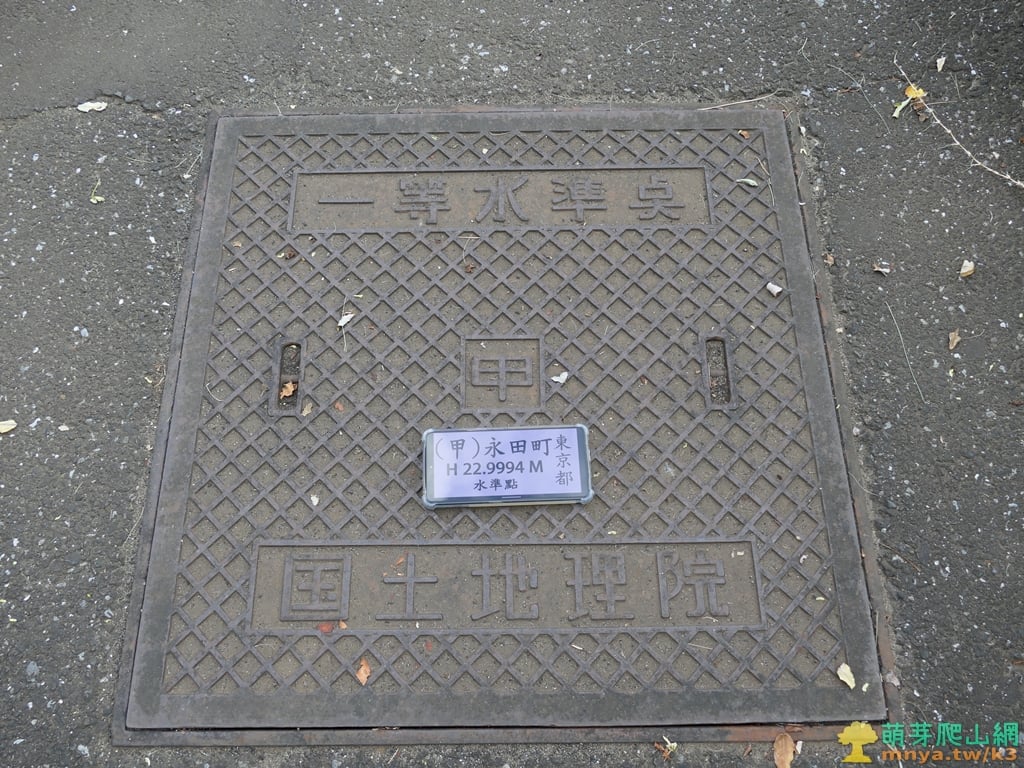 一等水準点
甲
(甲)永田町
H 22.9994 M
水準點
東京都
国土地理院
萌芽爬山網
mnya.tw/k3